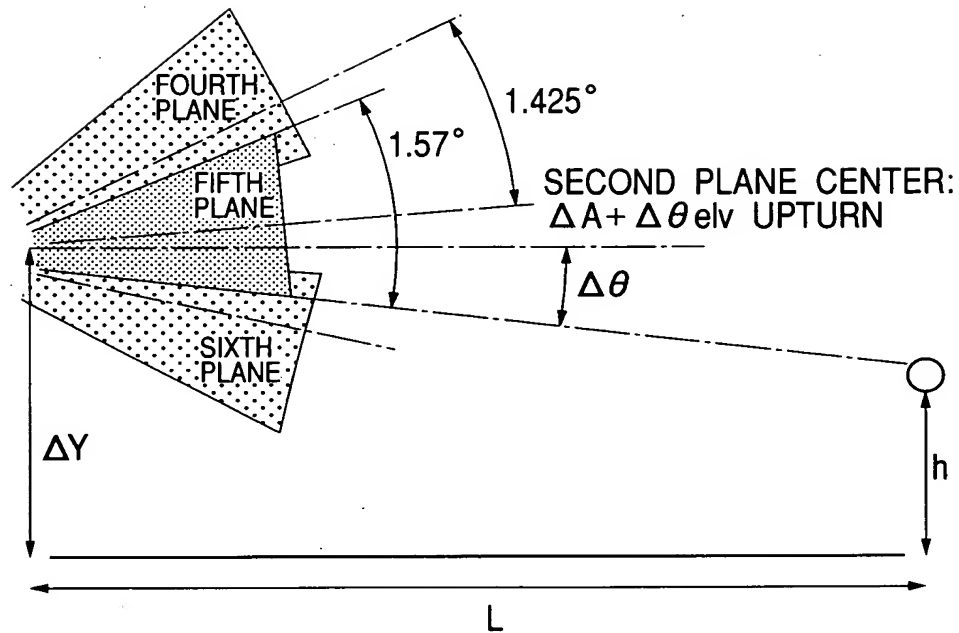 FOURTH
PLANE
1.425°
1.57°
FIFTH
PLANE
SECOND PLANE CENTER:
ΔA+Δθelv UPTURN
Δθ
SIXTH
PLANE
ΔY
h
L